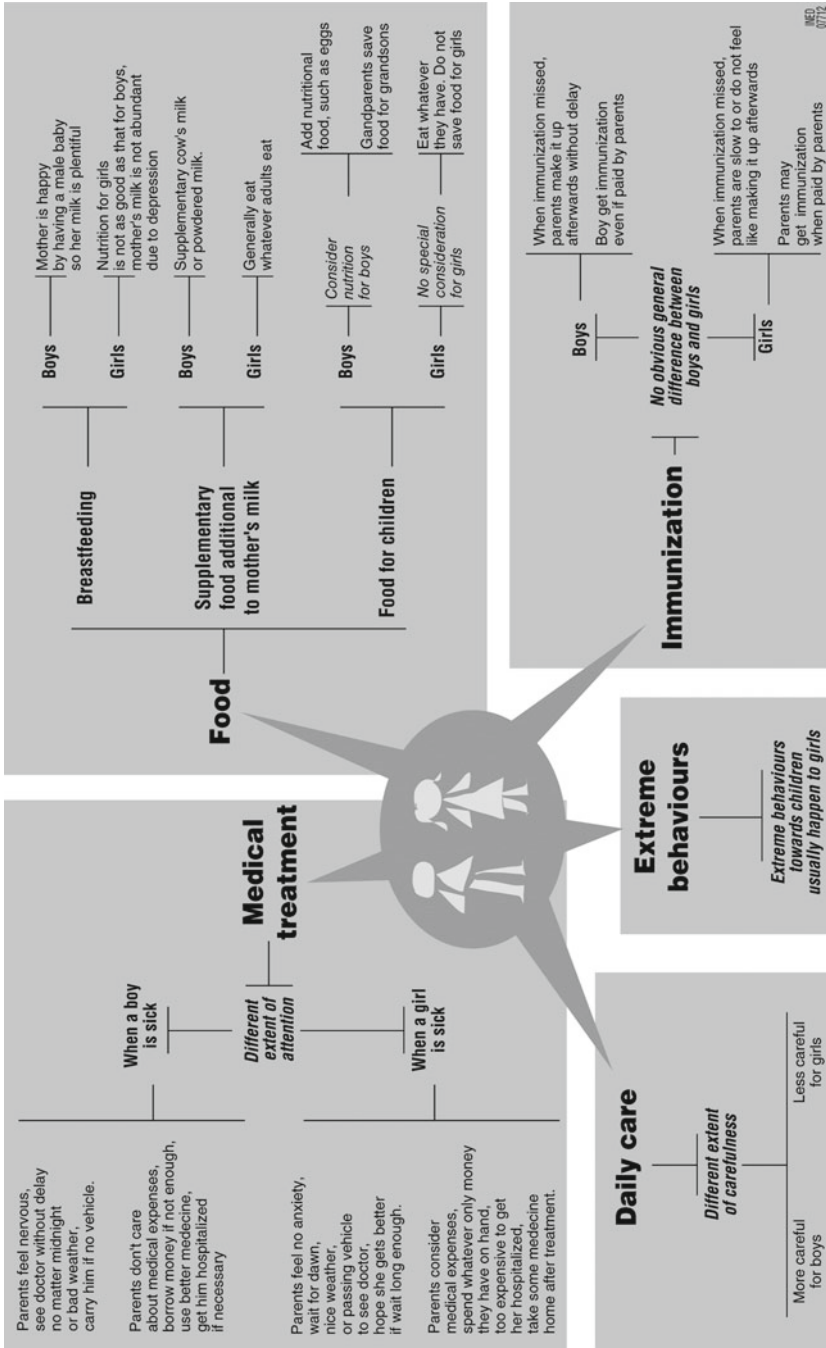 Medical
treatment
Different
extent of
attention
When a boy
is sick
Parents feel nervous,
see doctor without delay
no matter midnight
or bad weather,
carry him if no vehicle.
Parents don't care
about medical expenses,
borrow money if not enough,
use better medecine,
get him hospitalized
if necessary
When a girl
is sick
Parents feel no anxiety,
wait for dawn,
nice weather,
or passing vehicle
to see doctor,
hope she gets better
if wait long enough.
Parents consider
medical expenses,
spend whatever only money
they have on hand,
too expensive to get
her hospitalized,
take some medecine
home after treatment.
Food
Breastfeeding
Boys
Mother is happy
by having a male baby
so her milk is plentiful
Girls
Nutrition for girls
is not as good as that for boys,
mother's milk is not abundant
due to depression
Supplementary
food additional
to mother's milk
Boys
Supplementary cow's milk
or powdered milk.
Girls
Generally eat
whatever adults eat
Food for children
Boys
Consider
nutrition
for boys
Add nutritional
food, such as eggs
Gandparents save
food for grandsons
Girls
No special
consideration
for girls
Eat whatever
they have. Do not
save food for girls
Daily care
Different extent
of carefulness
More careful
for boys
Less careful
for girls
Extreme
behaviours
Extreme behaviours
towards children
usually happen to girls
Immunization
No obvious general
difference between
boys and girls
Boys
When immunization missed,
parents make it up
afterwards without delay
Boy get immunization
even if paid by parents
Girls
When immunization missed,
parents are slow to or do not feel
like making it up afterwards
Parents may
get immunization
when paid by parents
INED
07712